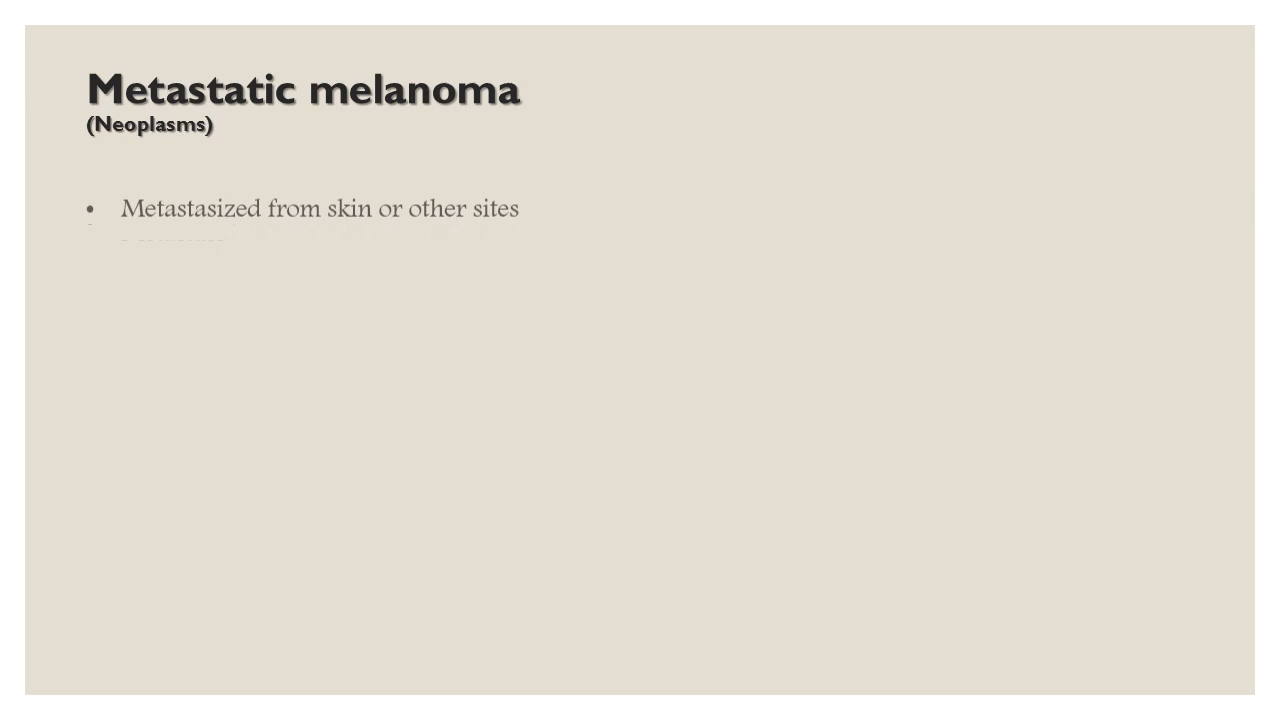 Metastatic melanoma
(Neoplasms)
• Metastasized from skin or other sites